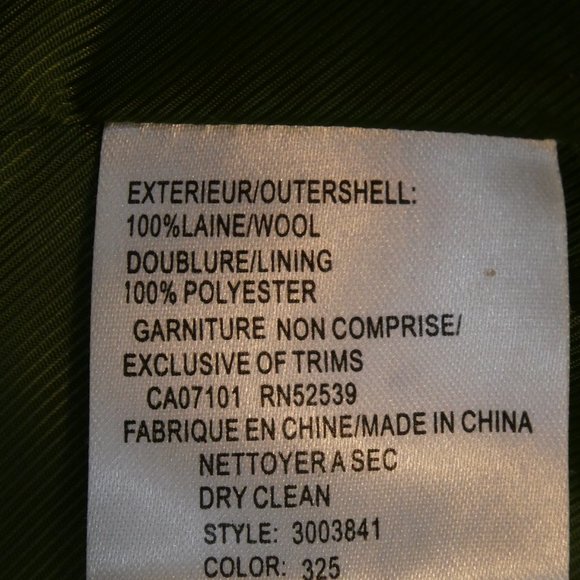 EXTERIEUR/OUTERSHELL:
100%LAINE/WOOL
DOUBLURE/LINING
100% POLYESTER
GARNITURE NON COMPRISE/
EXCLUSIVE OF TRIMS
CA07101 RN52539
FABRIQUE EN CHINE/MADE IN CHINA
NETTOYER A SEC
DRY CLEAN
STYLE: 3003841
COLOR: 325